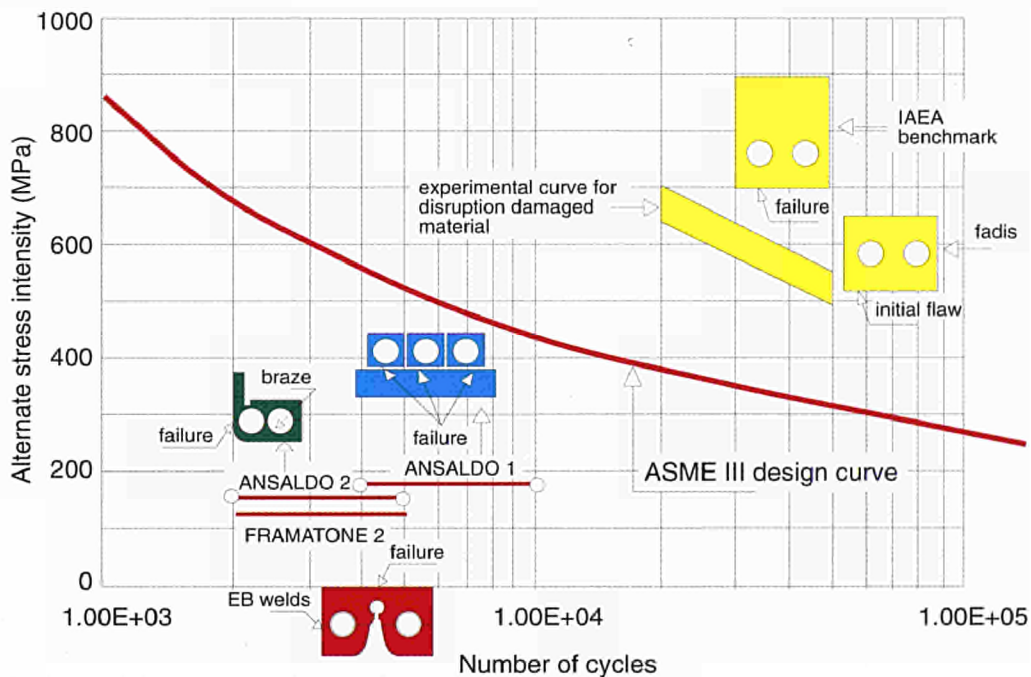 1000
800
600
400
200
0
Alternate stress intensity (MPa)
IAEA
benchmark
experimental curve for
disruption damaged
material
failure
fadis
initial flaw
braze
failure
failure
ANSALDO 1
ANSALDO 2
ASME III design curve
FRAMATONE 2
failure
EB welds
1.00E+03
1.00E+04
1.00E+05
Number of cycles